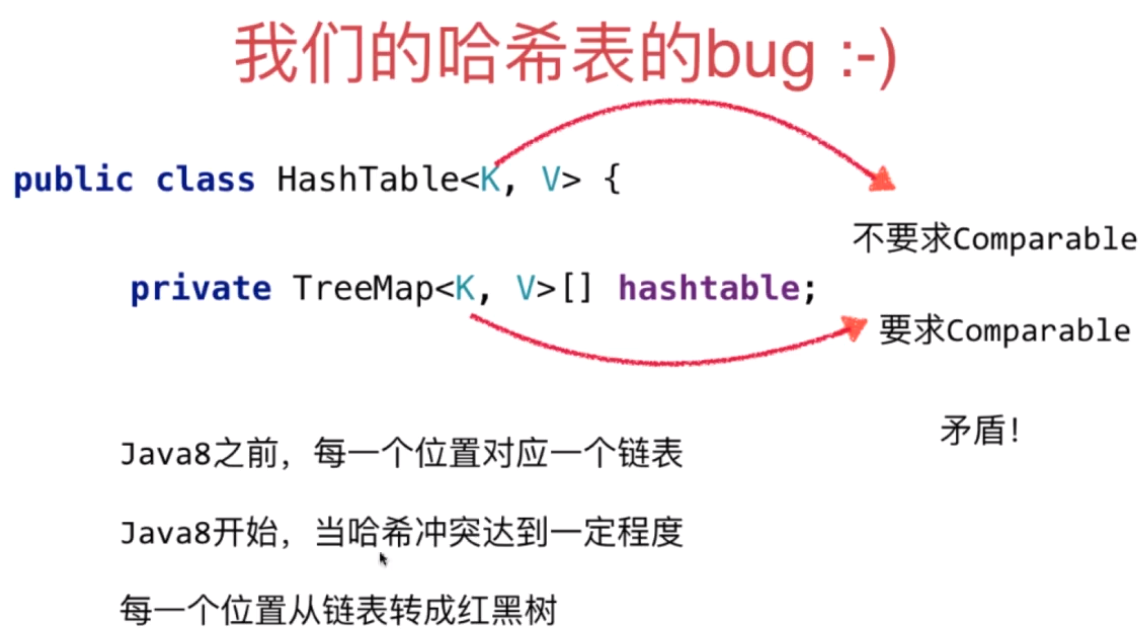 我们的哈希表的bug :-)
public class HashTable<K, V> {
不要求Comparable
private TreeMap<K, V>[] hashtable;
要求Comparable
矛盾!
Java8之前，每一个位置对应一个链表
Java8开始，当哈希冲突达到一定程度
每一个位置从链表转成红黑树